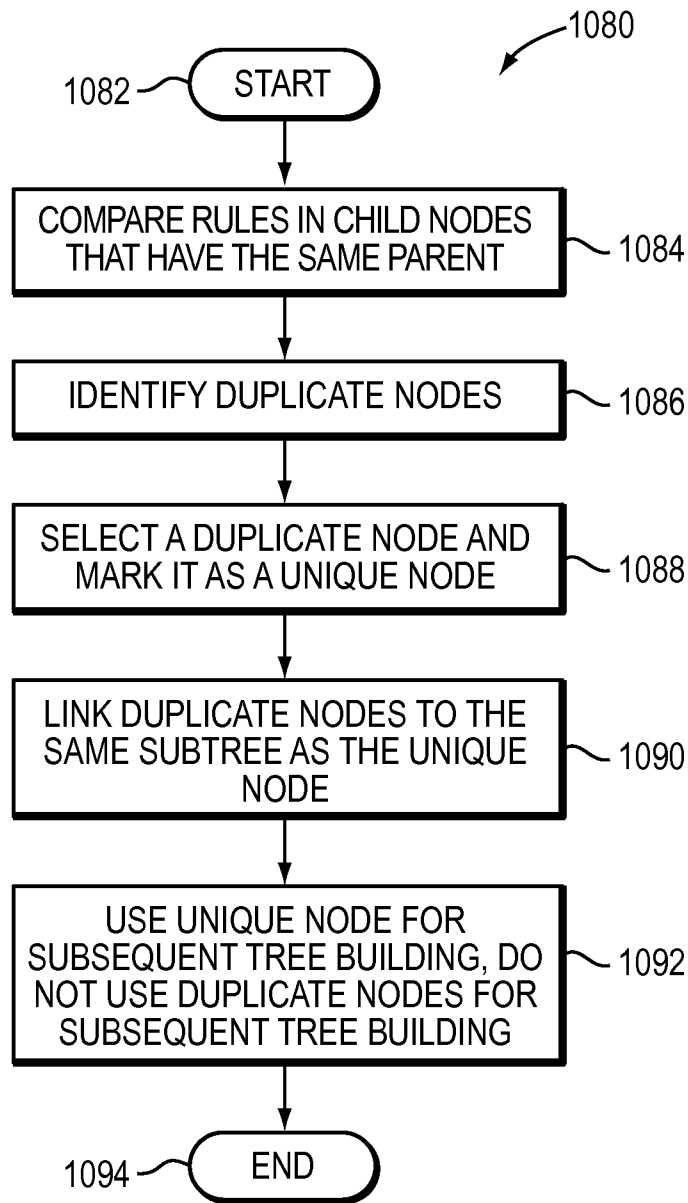 1080
START
1082
COMPARE RULES IN CHILD NODES
THAT HAVE THE SAME PARENT
1084
IDENTIFY DUPLICATE NODES
1086
SELECT A DUPLICATE NODE AND
MARK IT AS A UNIQUE NODE
1088
LINK DUPLICATE NODES TO THE
SAME SUBTREE AS THE UNIQUE
NODE
1090
USE UNIQUE NODE FOR
SUBSEQUENT TREE BUILDING, DO
NOT USE DUPLICATE NODES FOR
SUBSEQUENT TREE BUILDING
1092
END
1094